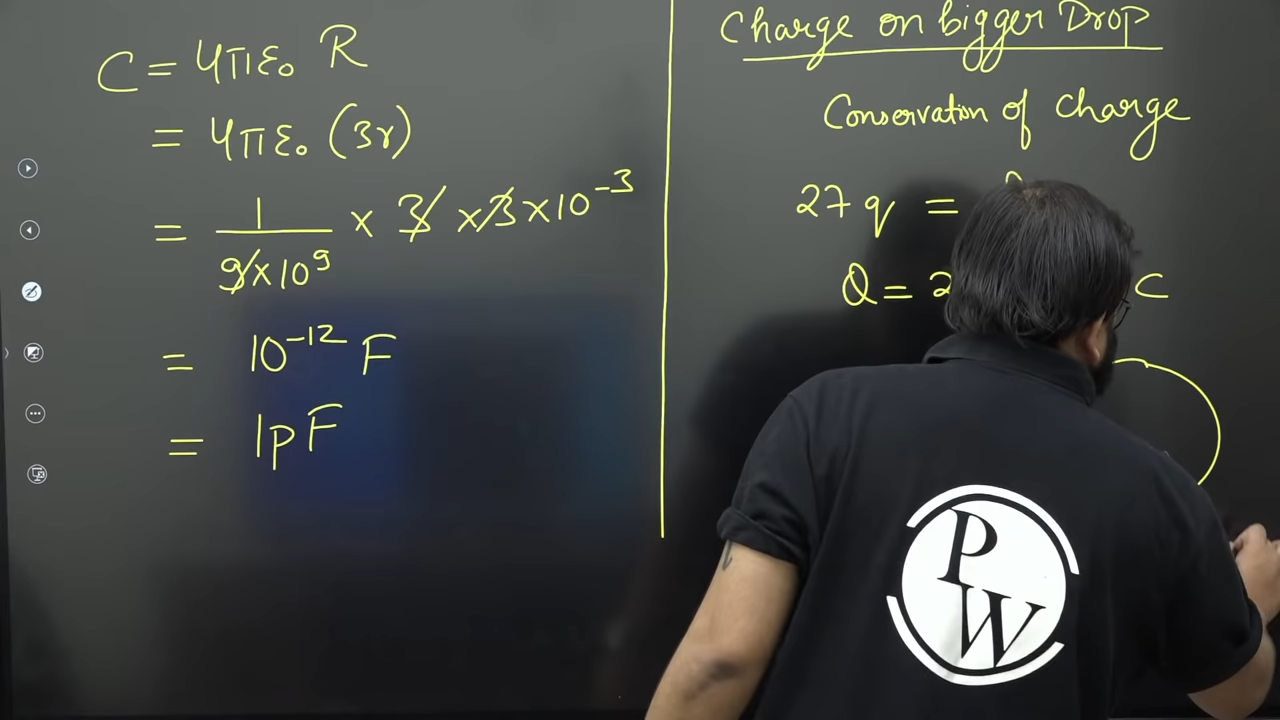 C = 4πε₀ R
= 4πε₀ (3r)
= 1/(9×10⁹) × 3 × 3 × 10⁻³
= 10⁻¹² F
= 1pF
Charge on bigger Drop
Conservation of charge
27q =
Q = 2 C
P
W